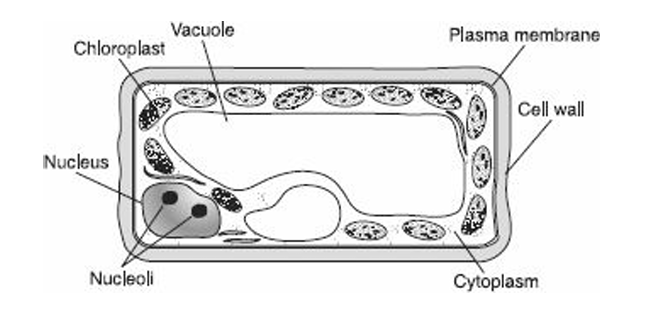 Vacuole
Chloroplast
Plasma membrane
Cell wall
Nucleus
Nucleoli
Cytoplasm